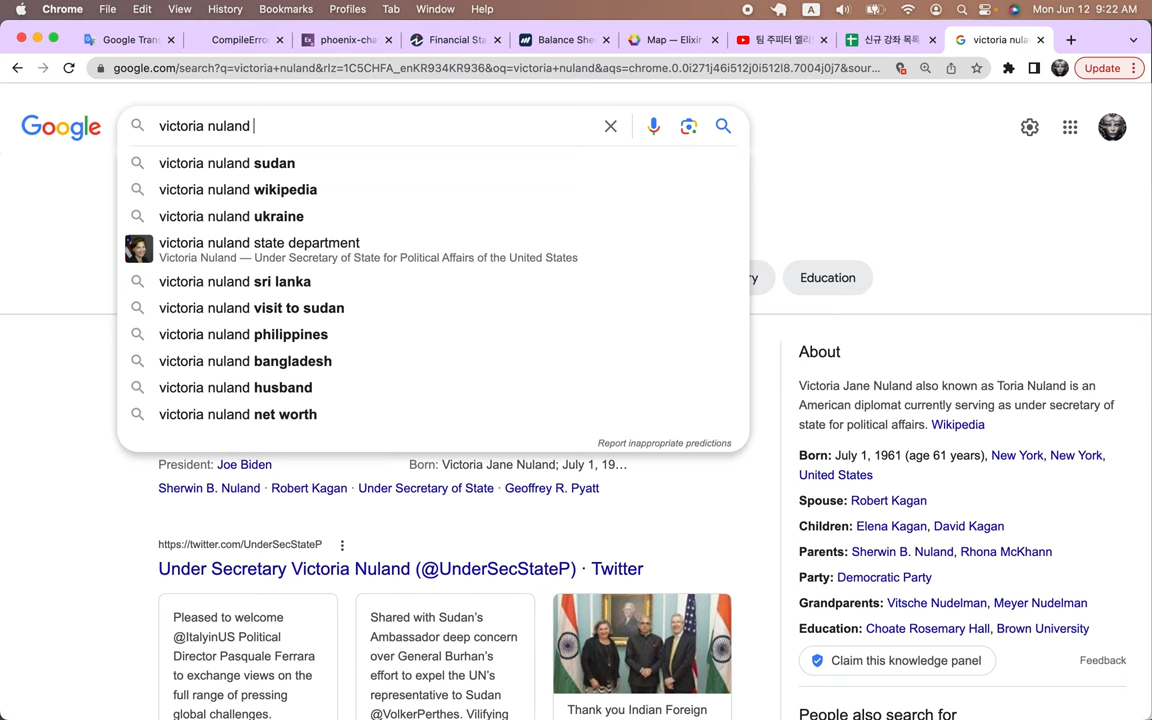 Chrome File Edit View History Bookmarks Profiles Tab Window Help A Mon Jun 12 9:22 AM
Google Trans CompileErro phoenix-cha Financial Sta Balance She Map — Elixir 팀 주피터 엘리 신규 강좌 목록 victoria nula
google.com/search?q=victoria+nuland&rlz=1C5CHFA_enKR934KR936&oq=victoria+nuland&aqs=chrome.0.0i271j46i512j0i512l8.7004j0j7&sour... Update
Google
victoria nuland
victoria nuland sudan
victoria nuland wikipedia
victoria nuland ukraine
victoria nuland state department
Victoria Nuland — Under Secretary of State for Political Affairs of the United States
victoria nuland sri lanka
victoria nuland visit to sudan
victoria nuland philippines
victoria nuland bangladesh
victoria nuland husband
victoria nuland net worth
Report inappropriate predictions
ry
Education
President: Joe Biden
Born: Victoria Jane Nuland; July 1, 19...
Sherwin B. Nuland · Robert Kagan · Under Secretary of State · Geoffrey R. Pyatt
https://twitter.com/UnderSecStateP
Under Secretary Victoria Nuland (@UnderSecStateP) · Twitter
Pleased to welcome
@ItalyinUS Political
Director Pasquale Ferrara
to exchange views on the
full range of pressing
global challenges.
Shared with Sudan's
Ambassador deep concern
over General Burhan's
effort to expel the UN's
representative to Sudan
@VolkerPerthes. Vilifying
Thank you Indian Foreign
About
Victoria Jane Nuland also known as Toria Nuland is an
American diplomat currently serving as under secretary of
state for political affairs. Wikipedia
Born: July 1, 1961 (age 61 years), New York, New York,
United States
Spouse: Robert Kagan
Children: Elena Kagan, David Kagan
Parents: Sherwin B. Nuland, Rhona McKhann
Party: Democratic Party
Grandparents: Vitsche Nudelman, Meyer Nudelman
Education: Choate Rosemary Hall, Brown University
Claim this knowledge panel
Feedback
People also search for